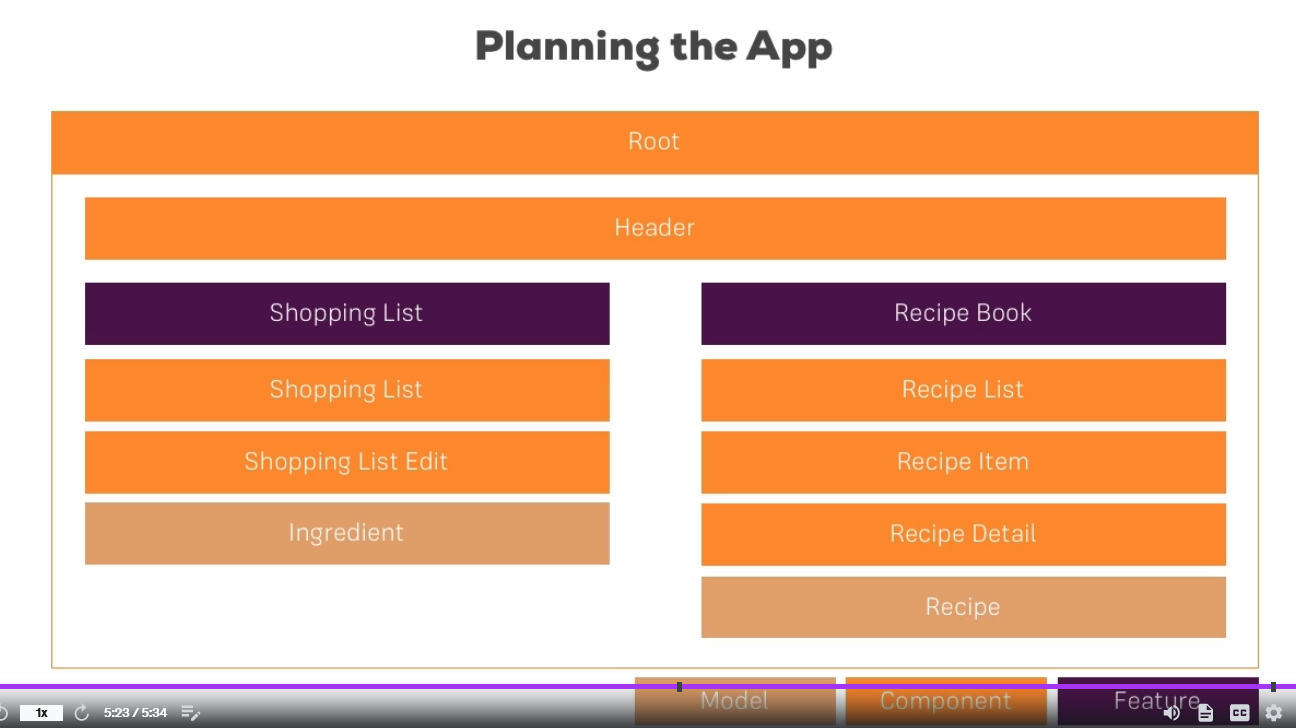 Planning the App
Root
Header
Shopping List
Recipe Book
Shopping List
Recipe List
Shopping List Edit
Recipe Item
Ingredient
Recipe Detail
Recipe
Model
Component
Feature
1x
5:23 / 5:34
CC